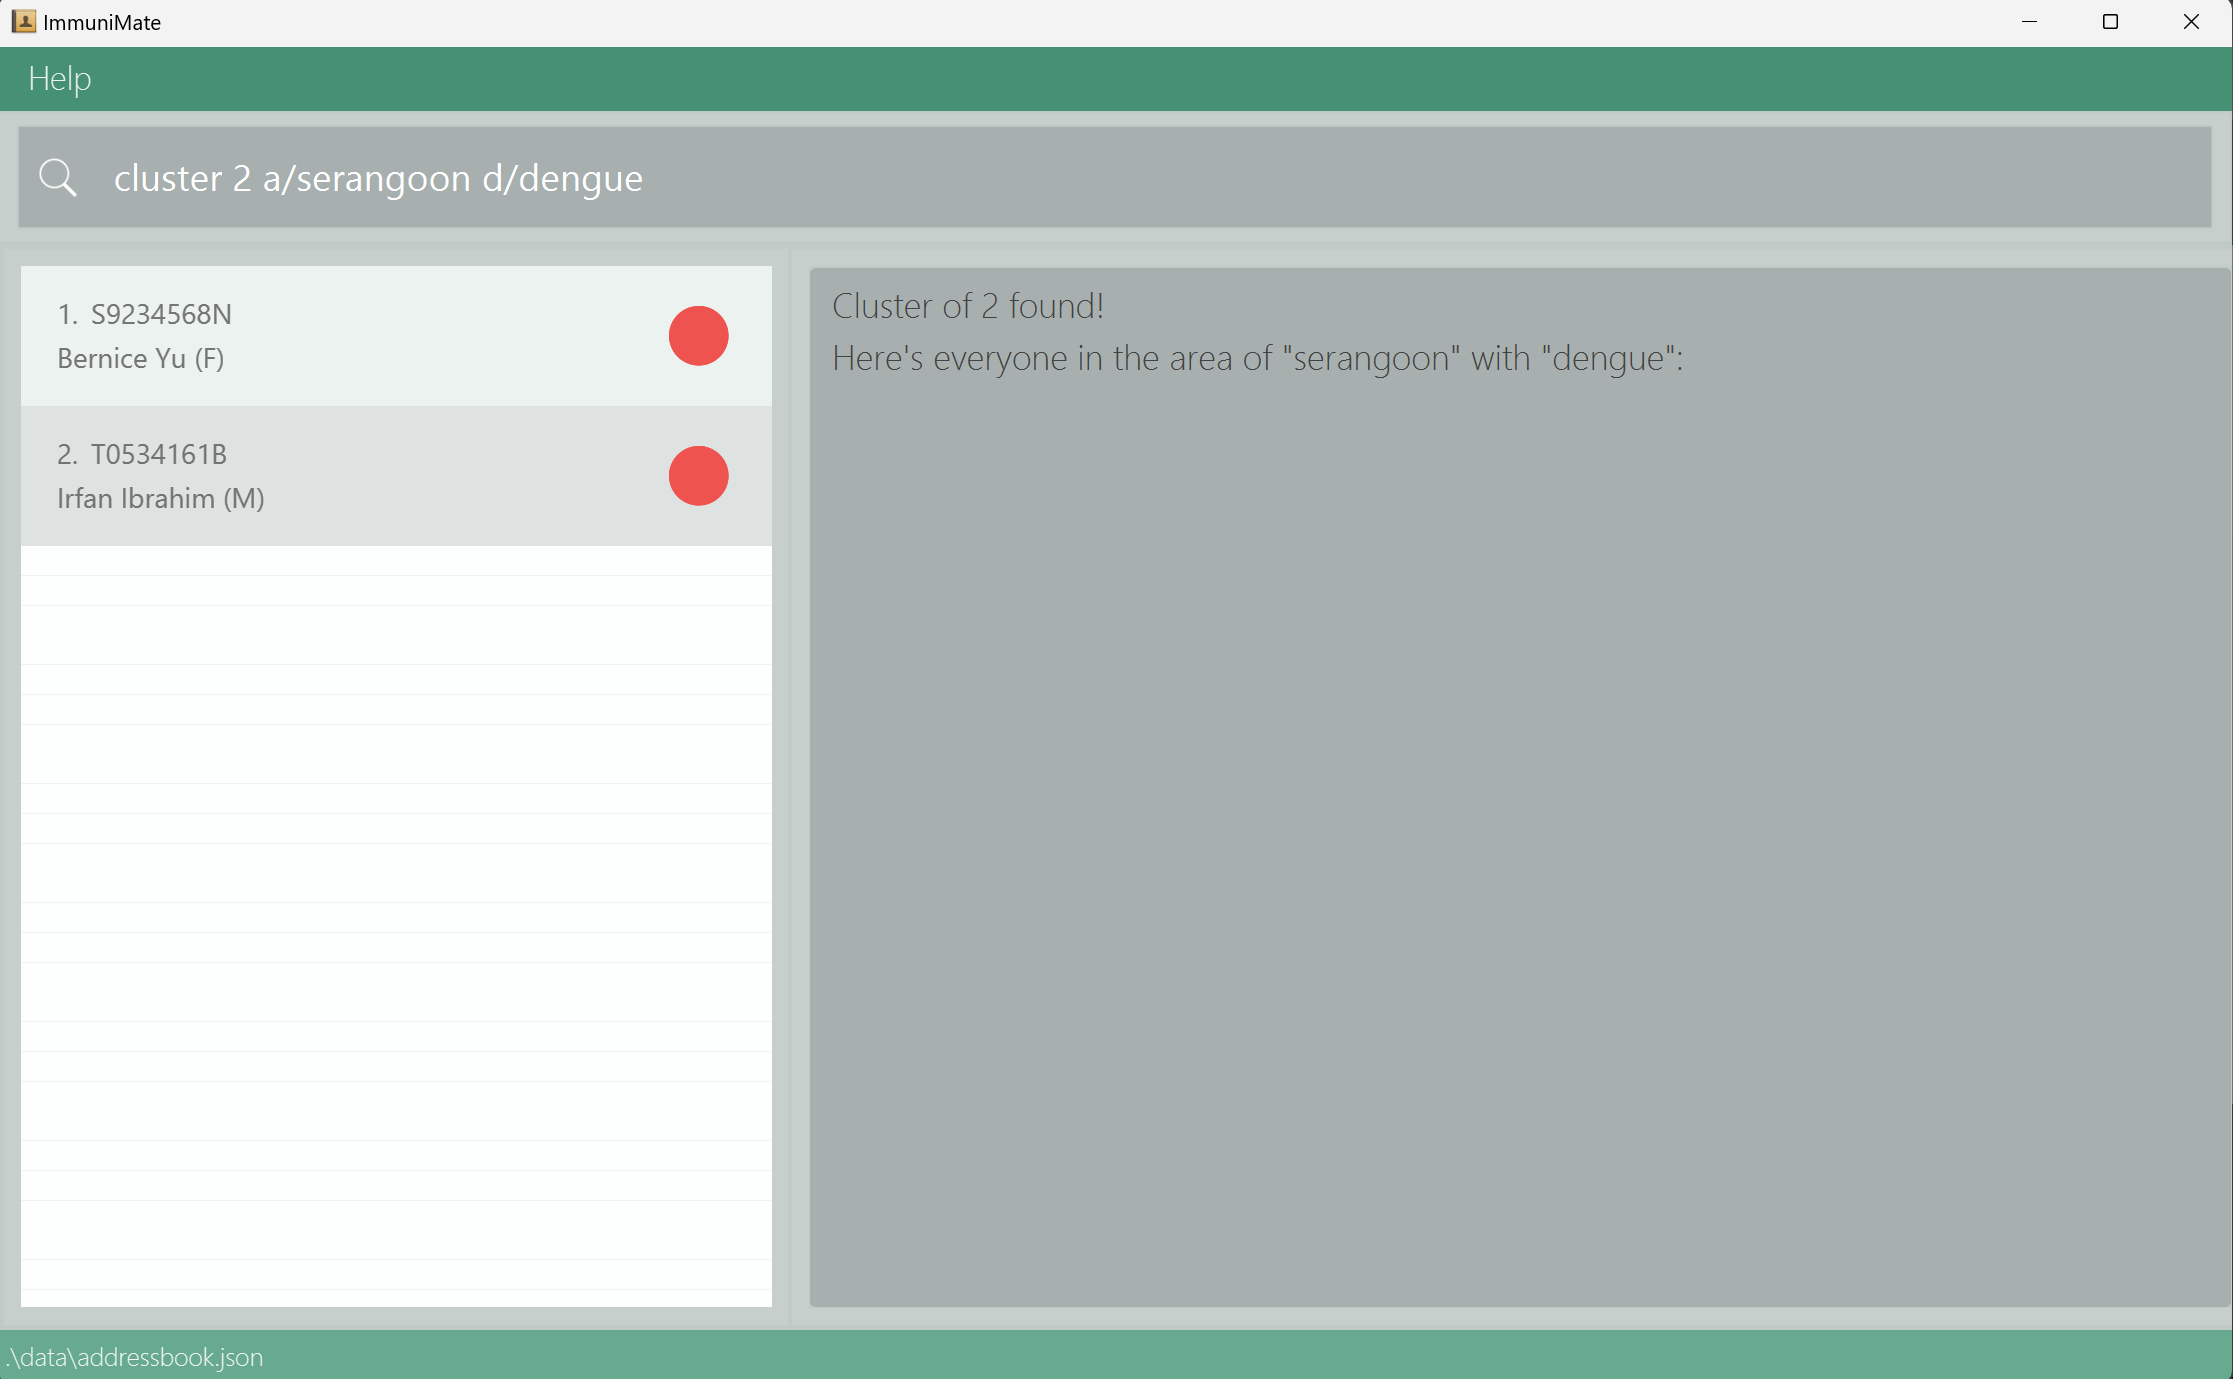 ImmuniMate
Help
cluster 2 a/serangoon d/dengue
1. S9234568N
Bernice Yu (F)
2. T0534161B
Irfan Ibrahim (M)
Cluster of 2 found!
Here's everyone in the area of "serangoon" with "dengue":
.\data\addressbook.json